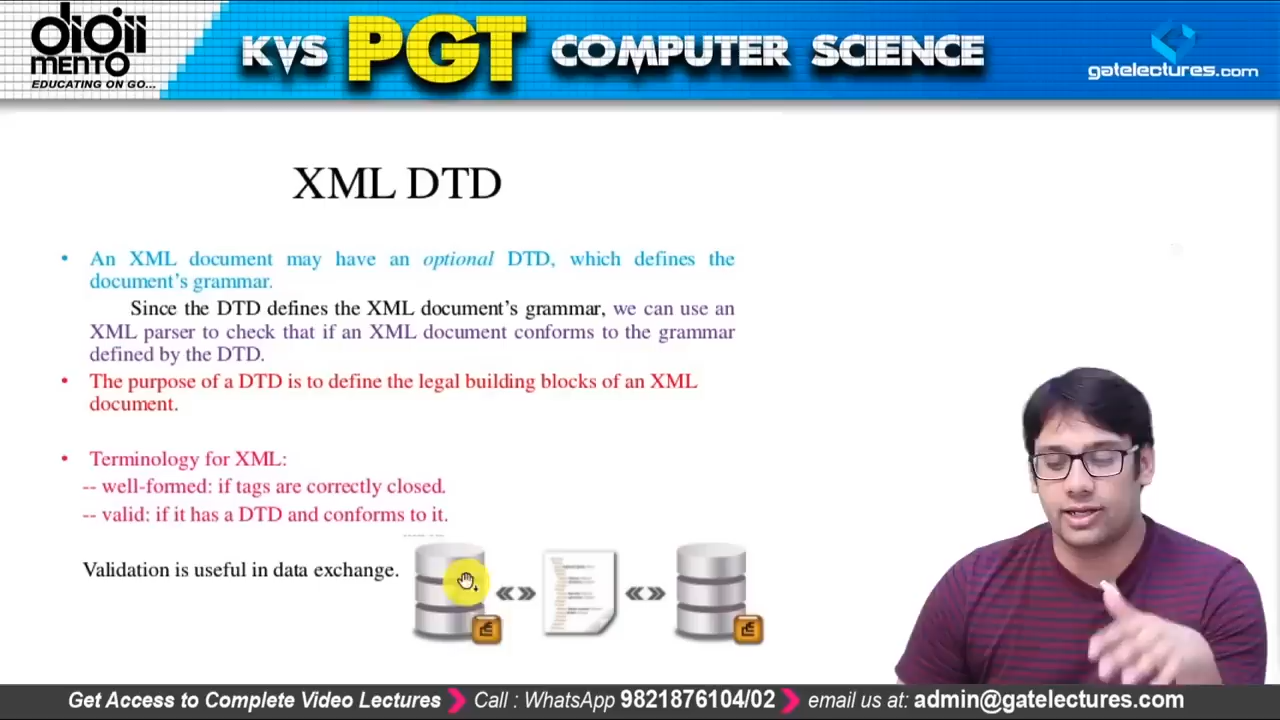 digii
MENTO
EDUCATING ON GO...
KVS PGT COMPUTER SCIENCE
gatelectures.com
XML DTD
• An XML document may have an optional DTD, which defines the
document's grammar.
Since the DTD defines the XML document's grammar, we can use an
XML parser to check that if an XML document conforms to the grammar
defined by the DTD.
• The purpose of a DTD is to define the legal building blocks of an XML
document.
• Terminology for XML:
-- well-formed: if tags are correctly closed.
-- valid: if it has a DTD and conforms to it.
Validation is useful in data exchange.
Get Access to Complete Video Lectures Call : WhatsApp 9821876104/02 email us at: admin@gatelectures.com